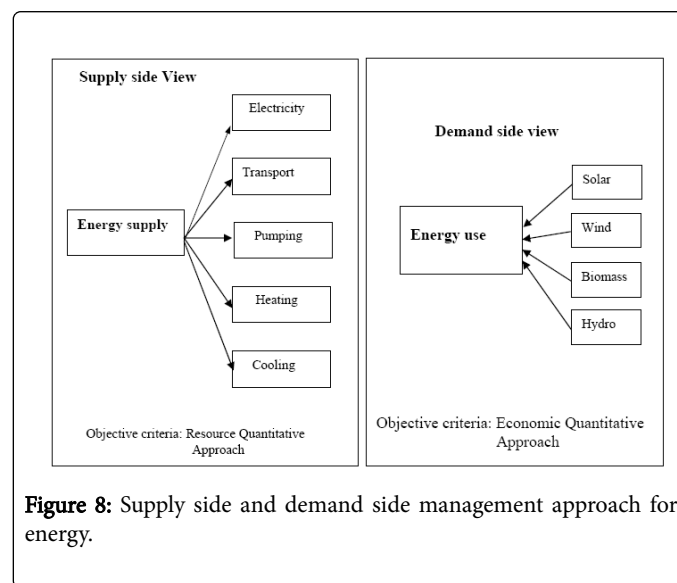 Supply side View
Electricity
Transport
Energy supply
Pumping
Heating
Cooling
Objective criteria: Resource Quantitative
Approach
Demand side view
Solar
Energy use
Wind
Biomass
Hydro
Objective criteria: Economic Quantitative
Approach
Figure 8: Supply side and demand side management approach for
energy.